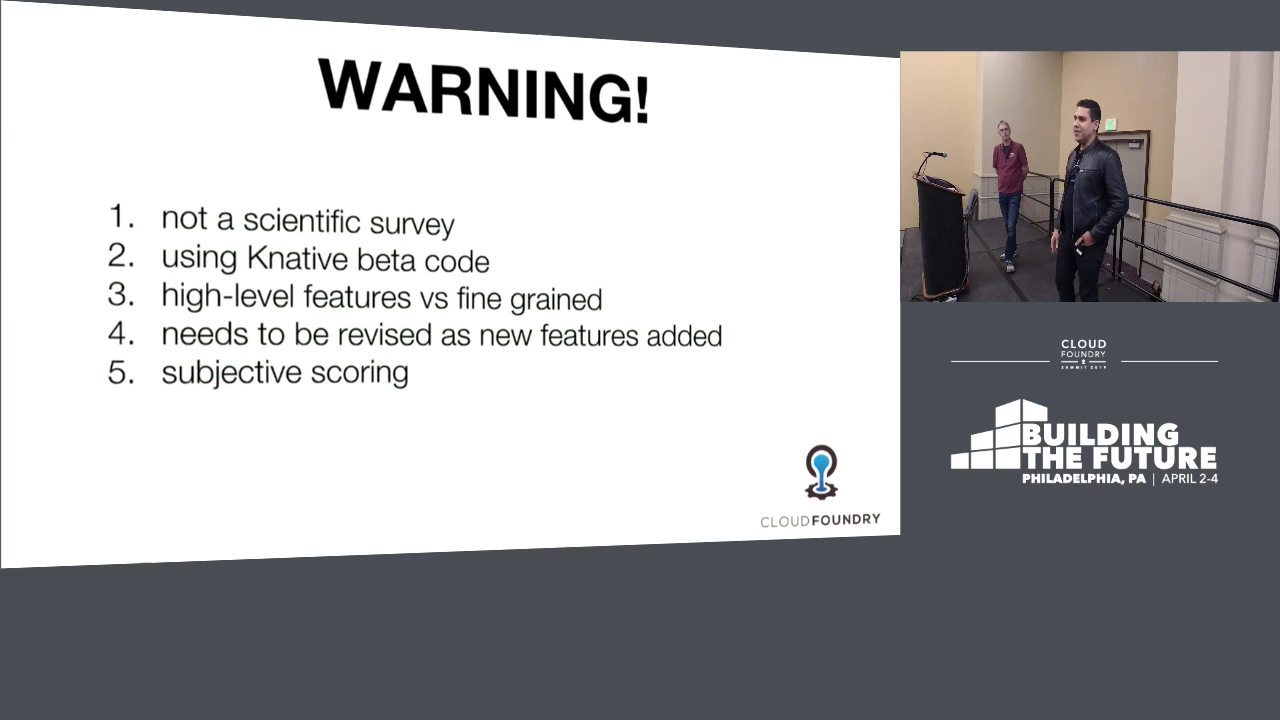 WARNING!
1. not a scientific survey
2. using Knative beta code
3. high-level features vs fine grained
4. needs to be revised as new features added
5. subjective scoring
CLOUDFOUNDRY
CLOUD
FOUNDRY
SUMMIT 2019
BUILDING
THE FUTURE
PHILADELPHIA, PA | APRIL 2-4